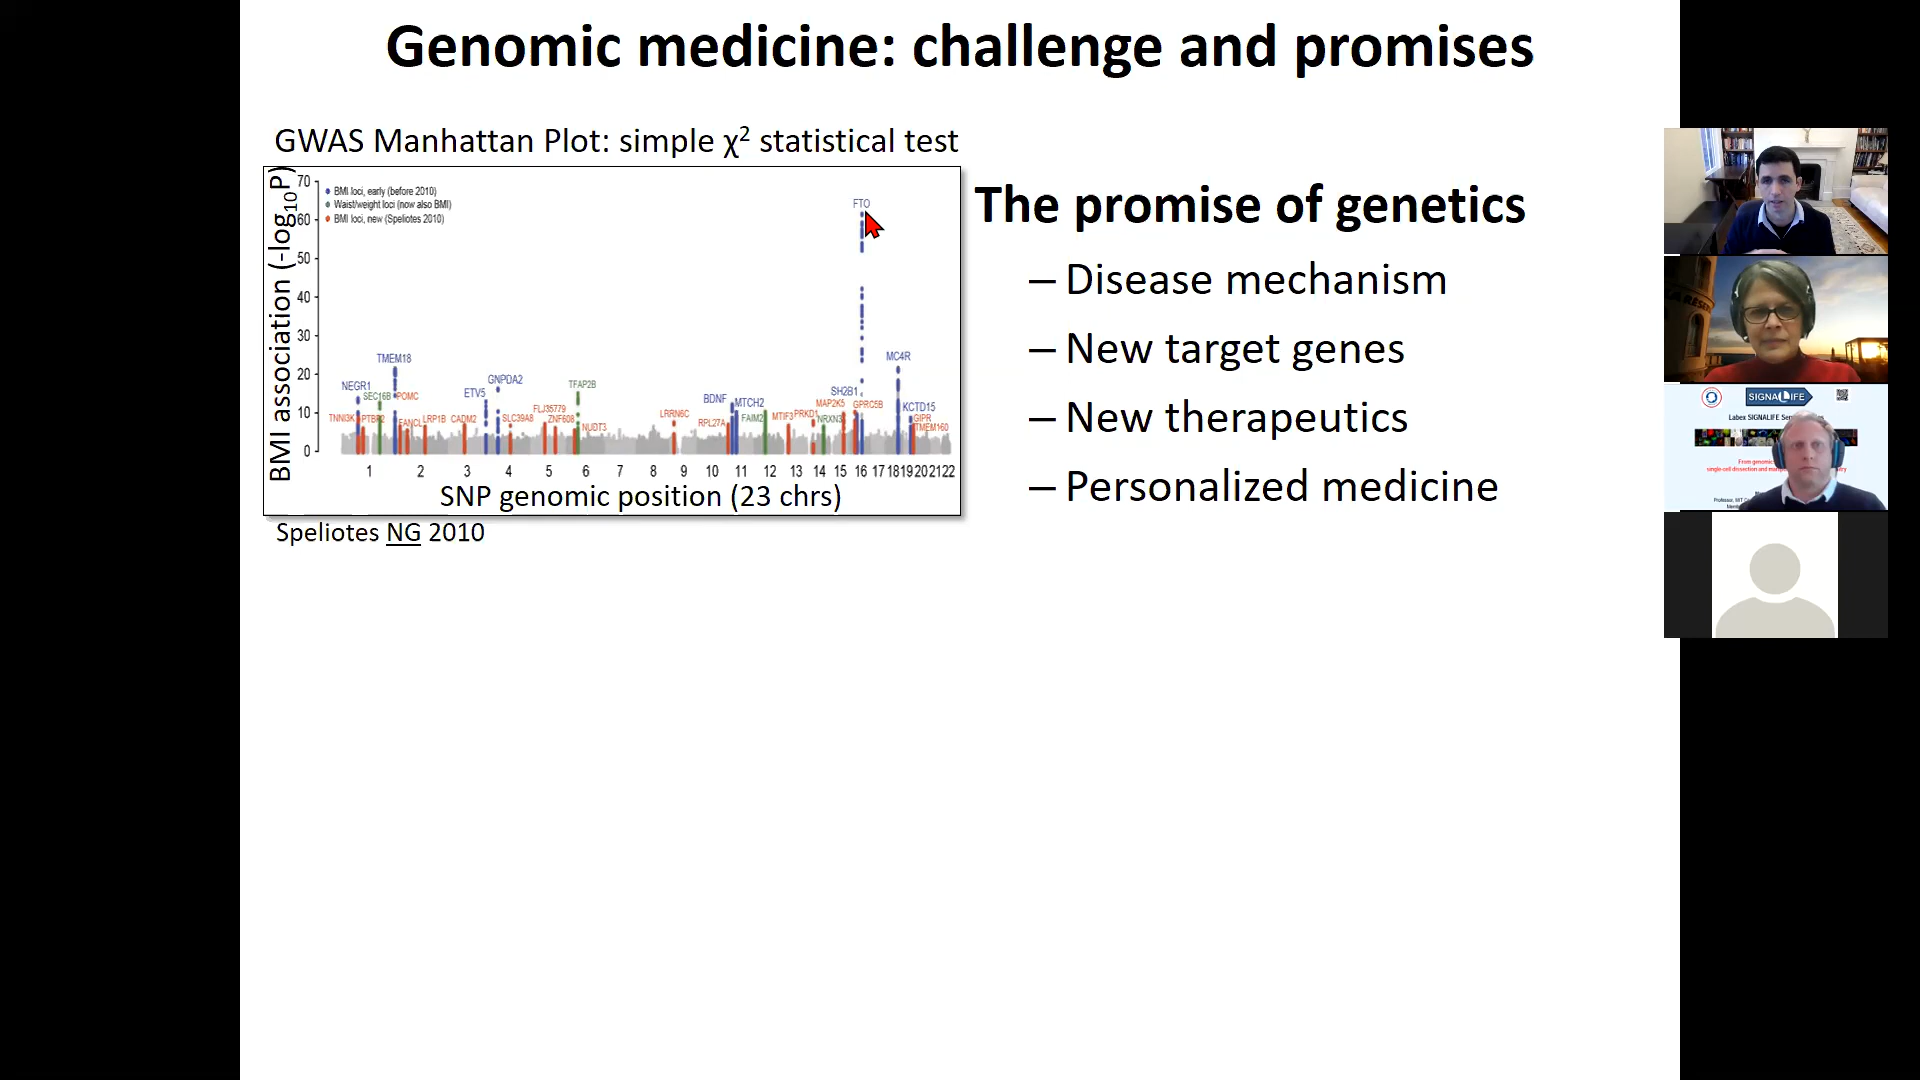 Genomic medicine: challenge and promises
GWAS Manhattan Plot: simple χ² statistical test
BMI association (-log₁₀P)
70
60
50
40
30
20
10
0
BMI loci, early (before 2010)
Waist/weight loci (now also BMI)
BMI loci, new (Speliotes 2010)
FTO
TMEM18
MC4R
NEGR1
SEC16B
POMC
ETV5
GNPDA2
TFAP2B
BDNF
MTCH2
SH2B1
MAP2K5
GPRC5B
KCTD15
TNNI3K
PTBP2
FANCL
LRP1B
CADM2
SLC39A8
FLJ35779
ZNF608
NUDT3
LRRN6C
RPL27A
FAIM2
MTIF3
PRKD1
NRXN3
GIPR
TMEM160
1 2 3 4 5 6 7 8 9 10 11 12 13 14 15 16 17 18 19 20 21 22
SNP genomic position (23 chrs)
Speliotes NG 2010
The promise of genetics
– Disease mechanism
– New target genes
– New therapeutics
– Personalized medicine
SIGNALIFE